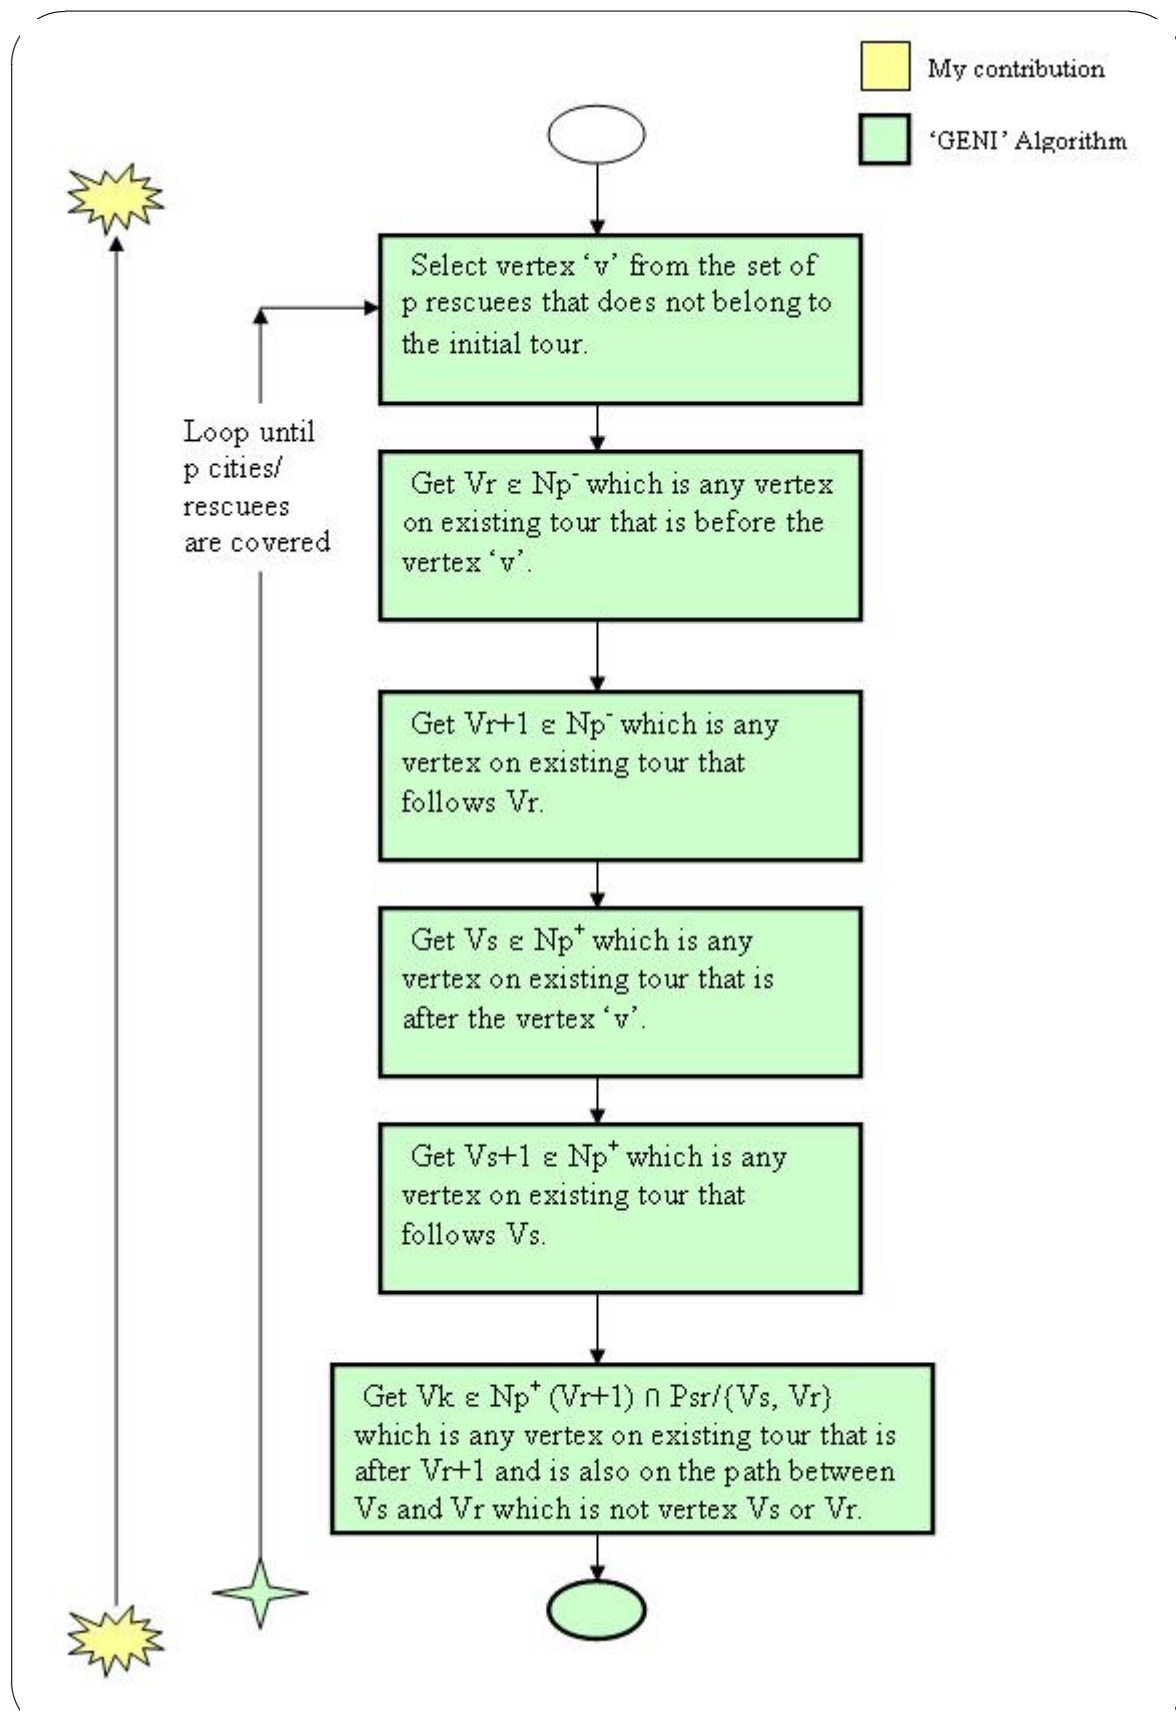 My contribution
‘GENI’ Algorithm
Select vertex ‘v’ from the set of
p rescuees that does not belong to
the initial tour.
Loop until
p cities/
rescuees
are covered
Get Vr ε Np⁻ which is any vertex
on existing tour that is before the
vertex ‘v’.
Get Vr+1 ε Np⁻ which is any
vertex on existing tour that
follows Vr.
Get Vs ε Np⁺ which is any
vertex on existing tour that is
after the vertex ‘v’.
Get Vs+1 ε Np⁺ which is any
vertex on existing tour that
follows Vs.
Get Vk ε Np⁺ (Vr+1) ∩ Psr/{Vs, Vr}
which is any vertex on existing tour that is
after Vr+1 and is also on the path between
Vs and Vr which is not vertex Vs or Vr.